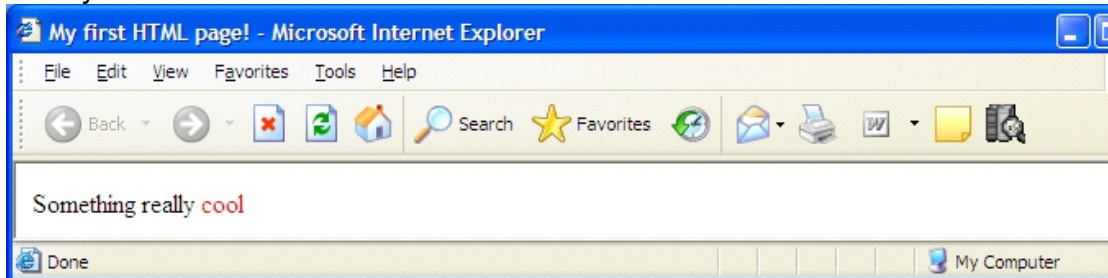 My first HTML page! - Microsoft Internet Explorer
File Edit View Favorites Tools Help
Back Search Favorites W
Something really cool
Done My Computer